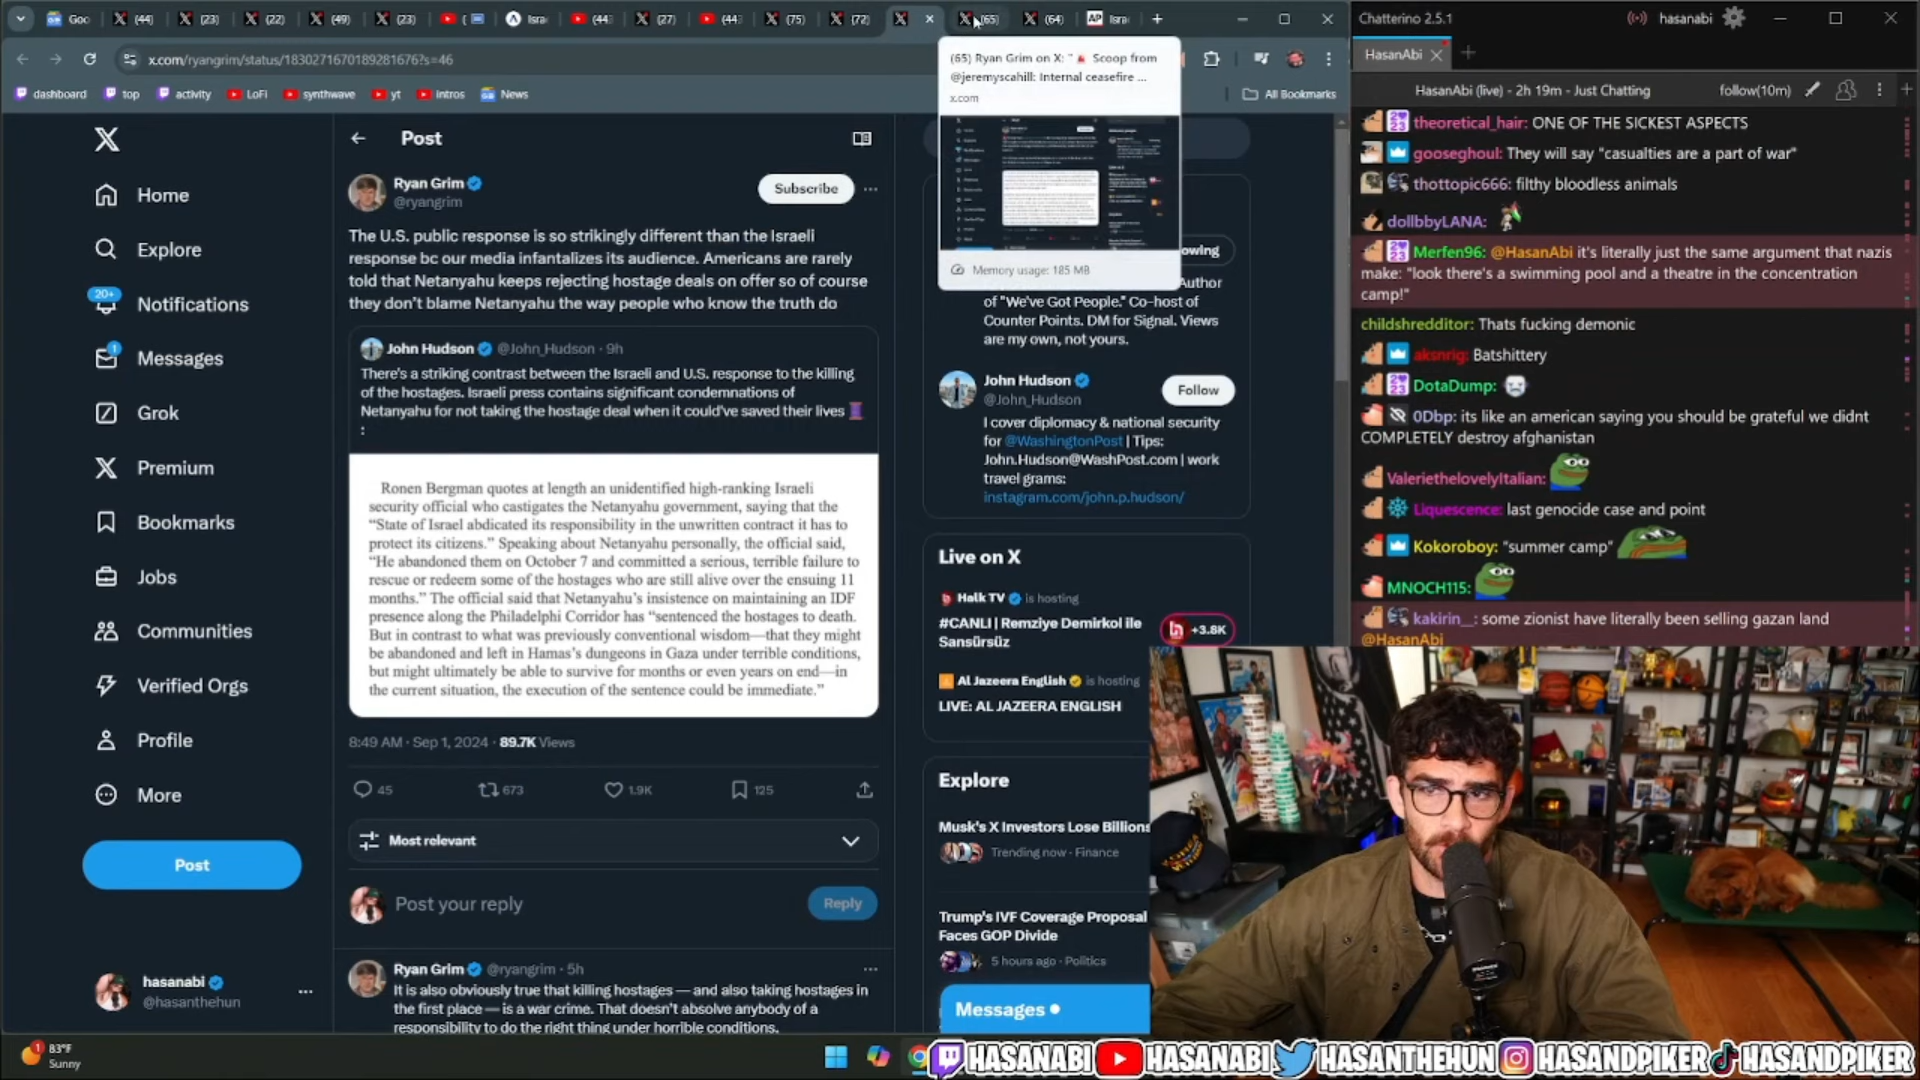 Goo
(44)
(23)
(22)
(49)
(23)
Isra
(44
(27)
(44
(75)
(72)
(65)
(64)
AP
Isra
x.com/ryangrim/status/1830271670189281676?s=46
dashboard
top
activity
LoFi
synthwave
yt
intros
News
All Bookmarks
(65) Ryan Grim on X: "🚨 Scoop from
@jeremyscahill: Internal ceasefire ...
x.com
Memory usage: 185 MB
Home
Explore
20+
Notifications
1
Messages
Grok
Premium
Bookmarks
Jobs
Communities
Verified Orgs
Profile
More
Post
hasanabi
@hasanthehun
Post
Ryan Grim
@ryangrim
Subscribe
The U.S. public response is so strikingly different than the Israeli
response bc our media infantalizes its audience. Americans are rarely
told that Netanyahu keeps rejecting hostage deals on offer so of course
they don't blame Netanyahu the way people who know the truth do
John Hudson @John_Hudson · 9h
There's a striking contrast between the Israeli and U.S. response to the killing
of the hostages. Israeli press contains significant condemnations of
Netanyahu for not taking the hostage deal when it could've saved their lives 🧵
:
Ronen Bergman quotes at length an unidentified high-ranking Israeli
security official who castigates the Netanyahu government, saying that the
"State of Israel abdicated its responsibility in the unwritten contract it has to
protect its citizens." Speaking about Netanyahu personally, the official said,
"He abandoned them on October 7 and committed a serious, terrible failure to
rescue or redeem some of the hostages who are still alive over the ensuing 11
months." The official said that Netanyahu's insistence on maintaining an IDF
presence along the Philadelphi Corridor has "sentenced the hostages to death.
But in contrast to what was previously conventional wisdom—that they might
be abandoned and left in Hamas's dungeons in Gaza under terrible conditions,
but might ultimately be able to survive for months or even years on end—in
the current situation, the execution of the sentence could be immediate."
8:49 AM · Sep 1, 2024 · 89.7K Views
45
673
1.9K
125
Most relevant
Post your reply
Reply
Ryan Grim @ryangrim · 5h
It is also obviously true that killing hostages — and also taking hostages in
the first place — is a war crime. That doesn't absolve anybody of a
responsibility to do the right thing under horrible conditions.
owing
Author
of "We've Got People." Co-host of
Counter Points. DM for Signal. Views
are my own, not yours.
John Hudson
@John_Hudson
Follow
I cover diplomacy & national security
for @WashingtonPost | Tips:
John.Hudson@WashPost.com | work
travel grams:
instagram.com/john.p.hudson/
Live on X
Halk TV is hosting
#CANLI | Remziye Demirkol ile
Sansürsüz
+3.8K
Al Jazeera English is hosting
LIVE: AL JAZEERA ENGLISH
Explore
Musk's X Investors Lose Billions
Trending now · Finance
Trump's IVF Coverage Proposal
Faces GOP Divide
5 hours ago · Politics
Messages
Chatterino 2.5.1
hasanabi
HasanAbi
HasanAbi (live) - 2h 19m - Just Chatting
follow(10m)
theoretical_hair: ONE OF THE SICKEST ASPECTS
gooseghoul: They will say "casualties are a part of war"
thottopic666: filthy bloodless animals
dollbbyLANA:
Merfen96: @HasanAbi it's literally just the same argument that nazis
make: "look there's a swimming pool and a theatre in the concentration
camp!"
childshredditor: Thats fucking demonic
aksnrig: Batshittery
DotaDump:
0Dbp: its like an american saying you should be grateful we didnt
COMPLETELY destroy afghanistan
ValeriethelovelyItalian:
Liquescence: last genocide case and point
Kokoroboy: "summer camp"
MNOCH115:
kakirin__: some zionist have literally been selling gazan land
@HasanAbi
1
83°F
Sunny
HASANABI
HASANABI
HASANTHEHUN
HASANDPIKER
HASANDPIKER